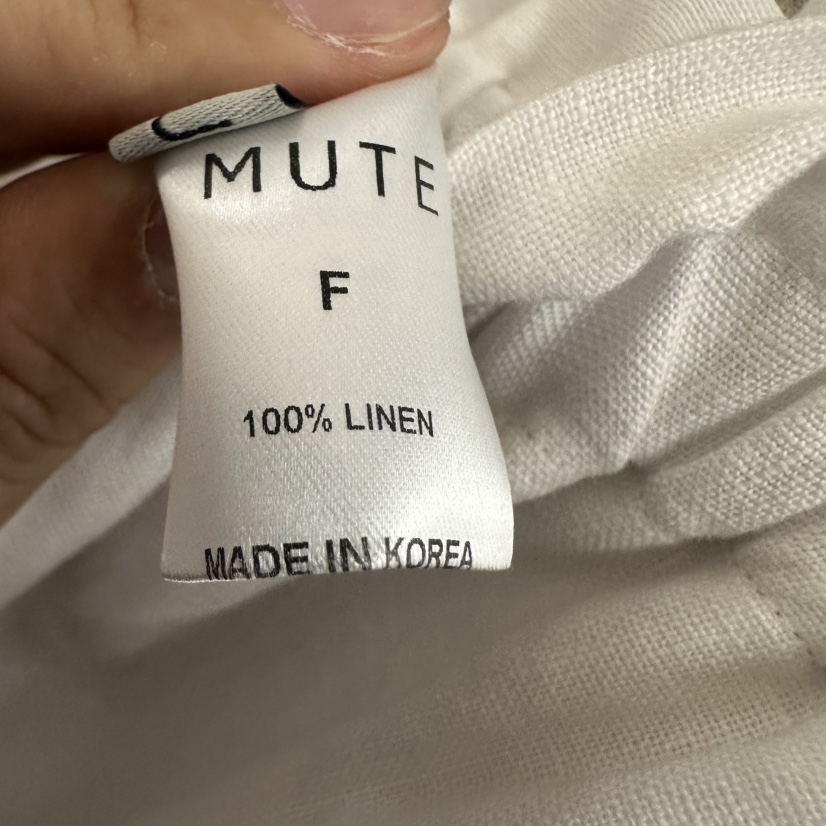 MUTE
F
100% LINEN
MADE IN KOREA